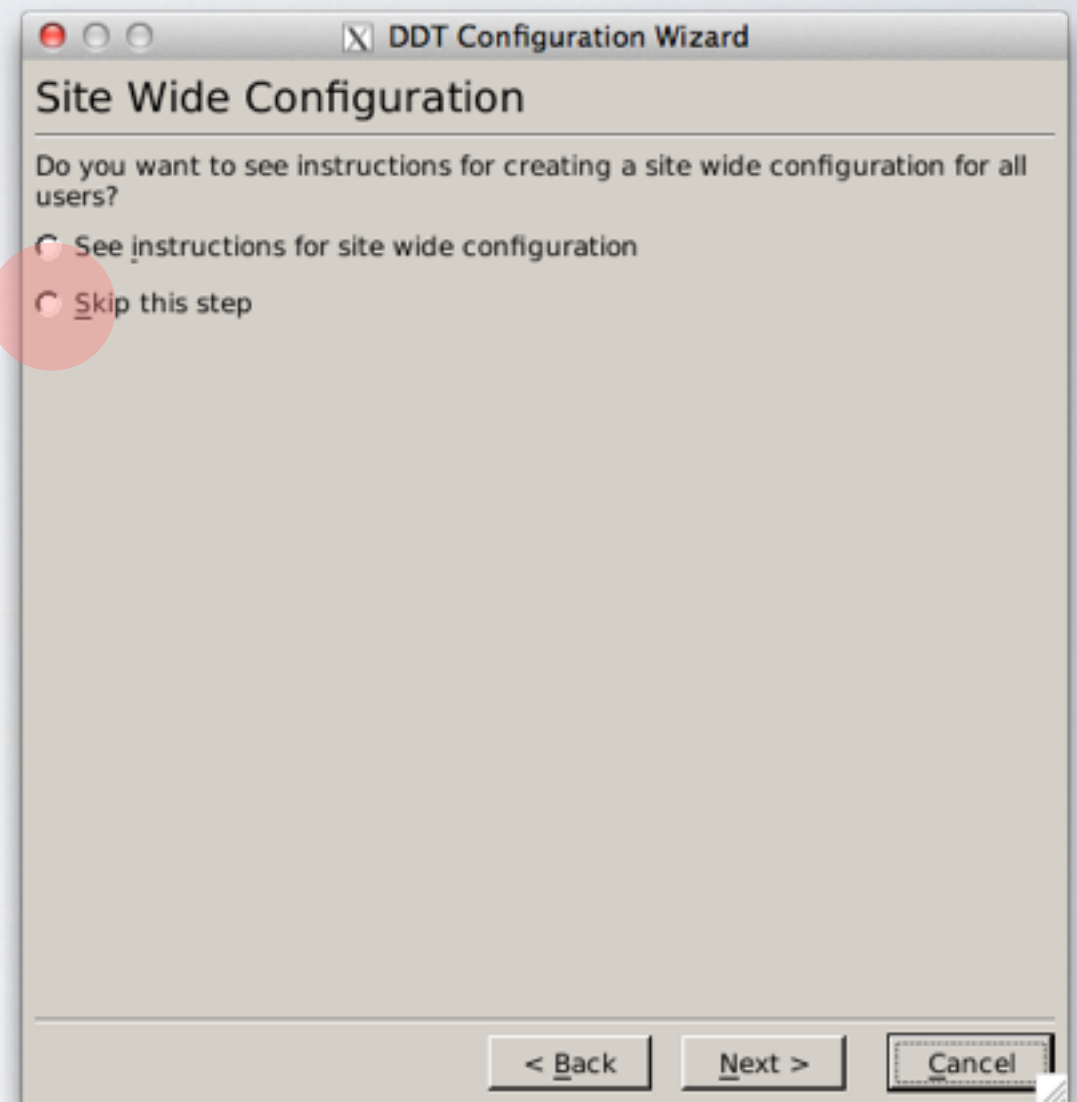 DDT Configuration Wizard
Site Wide Configuration
Do you want to see instructions for creating a site wide configuration for all
users?
See instructions for site wide configuration
Skip this step
< Back
Next >
Cancel